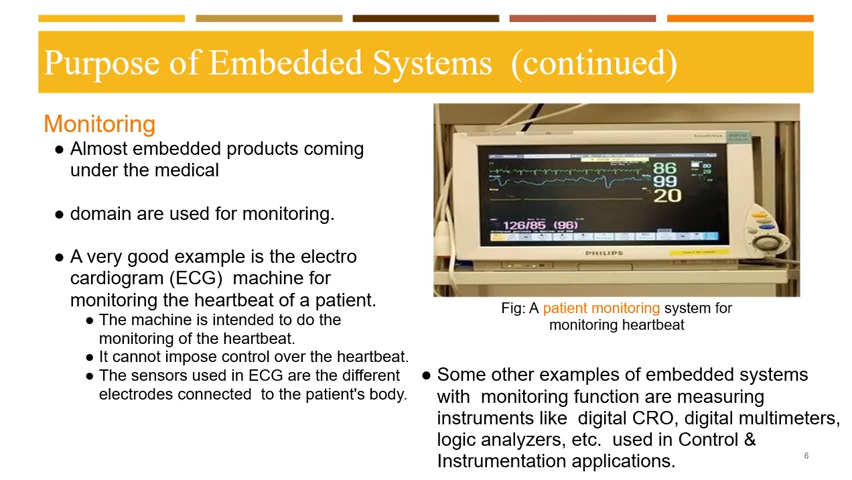 Purpose of Embedded Systems (continued)
Monitoring
● Almost embedded products coming
under the medical
● domain are used for monitoring.
● A very good example is the electro
cardiogram (ECG) machine for
monitoring the heartbeat of a patient.
● The machine is intended to do the
monitoring of the heartbeat.
● It cannot impose control over the heartbeat.
● The sensors used in ECG are the different
electrodes connected to the patient's body.
86
99
20
126/85 (96)
PHILIPS
Fig: A patient monitoring system for
monitoring heartbeat
● Some other examples of embedded systems
with monitoring function are measuring
instruments like digital CRO, digital multimeters,
logic analyzers, etc. used in Control &
Instrumentation applications.
6